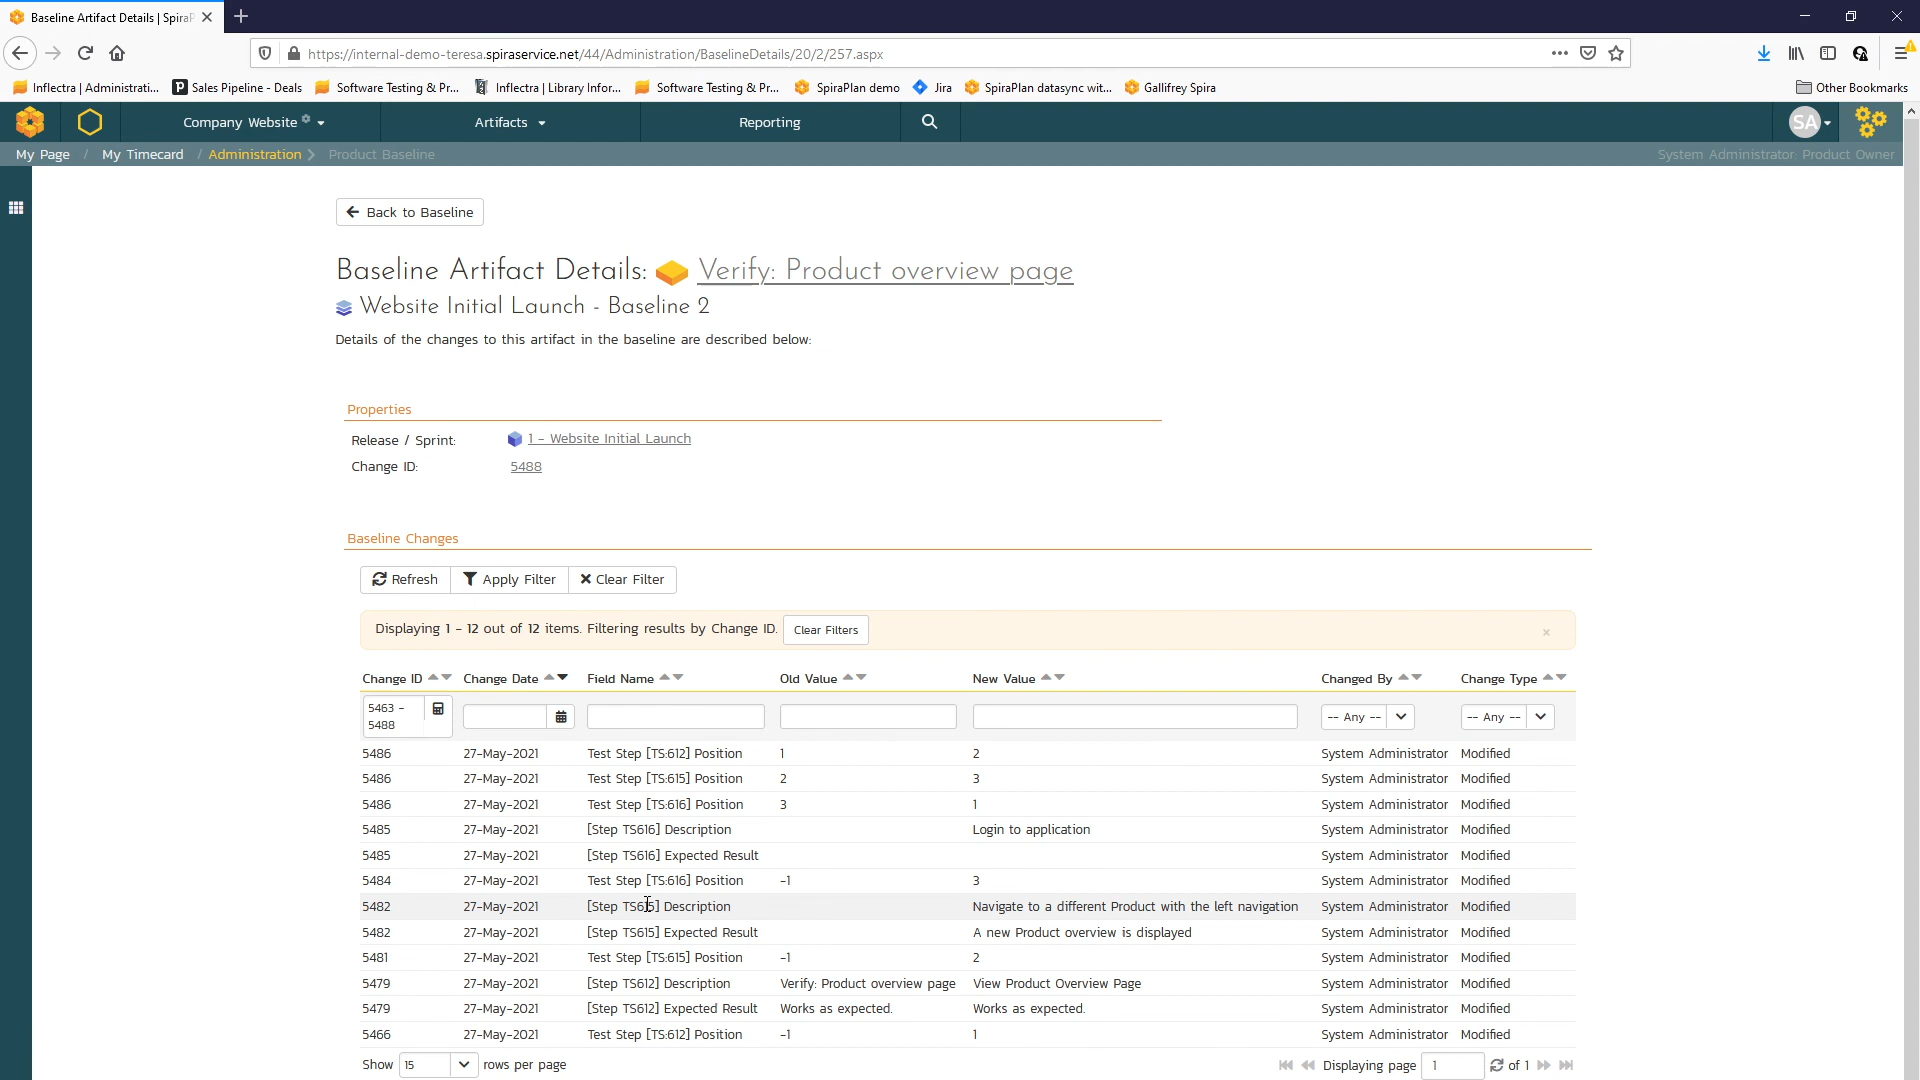 Baseline Artifact Details | SpiraP
https://internal-demo-teresa.spiraservice.net/44/Administration/BaselineDetails/20/2/257.aspx
Inflectra | Administrati... Sales Pipeline - Deals Software Testing & Pr... Inflectra | Library Infor... Software Testing & Pr... SpiraPlan demo Jira SpiraPlan datasync wit... Gallifrey Spira Other Bookmarks
Company Website Artifacts Reporting SA
My Page / My Timecard / Administration > Product Baseline System Administrator: Product Owner
Back to Baseline
Baseline Artifact Details: Verify: Product overview page
Website Initial Launch - Baseline 2
Details of the changes to this artifact in the baseline are described below:
Properties
Release / Sprint: 1 - Website Initial Launch
Change ID: 5488
Baseline Changes
Refresh Apply Filter Clear Filter
Displaying 1 - 12 out of 12 items. Filtering results by Change ID. Clear Filters ×
Change ID Change Date Field Name Old Value New Value Changed By Change Type
5463 - 5488 -- Any -- -- Any --
5486 27-May-2021 Test Step [TS:612] Position 1 2 System Administrator Modified
5486 27-May-2021 Test Step [TS:615] Position 2 3 System Administrator Modified
5486 27-May-2021 Test Step [TS:616] Position 3 1 System Administrator Modified
5485 27-May-2021 [Step TS616] Description Login to application System Administrator Modified
5485 27-May-2021 [Step TS616] Expected Result System Administrator Modified
5484 27-May-2021 Test Step [TS:616] Position -1 3 System Administrator Modified
5482 27-May-2021 [Step TS615] Description Navigate to a different Product with the left navigation System Administrator Modified
5482 27-May-2021 [Step TS615] Expected Result A new Product overview is displayed System Administrator Modified
5481 27-May-2021 Test Step [TS:615] Position -1 2 System Administrator Modified
5479 27-May-2021 [Step TS612] Description Verify: Product overview page View Product Overview Page System Administrator Modified
5479 27-May-2021 [Step TS612] Expected Result Works as expected. Works as expected. System Administrator Modified
5466 27-May-2021 Test Step [TS:612] Position -1 1 System Administrator Modified
Show 15 rows per page Displaying page 1 of 1